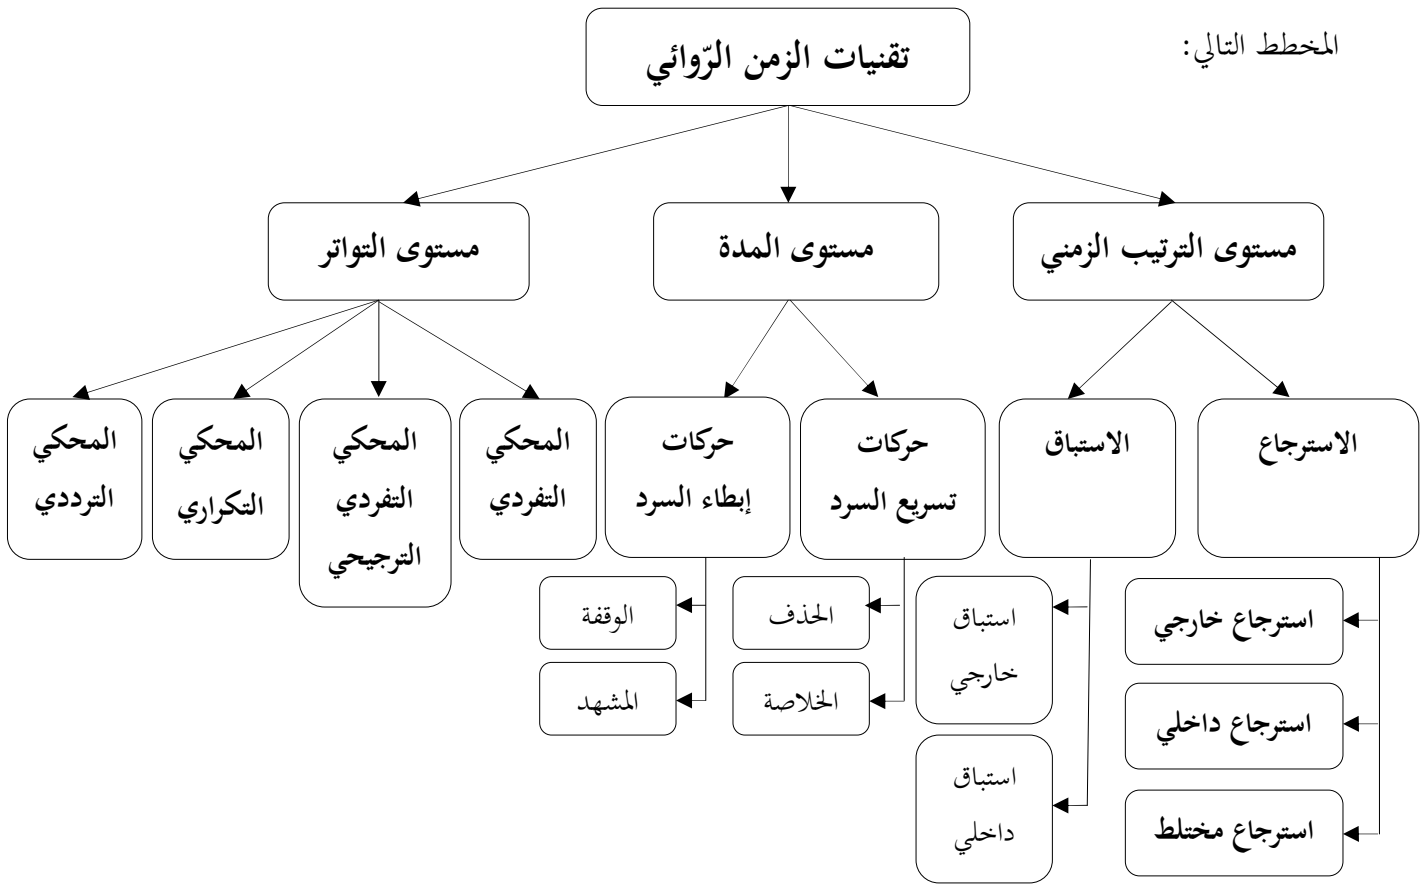 المخطط التالي:
تقنيات الزمن الرّوائي
مستوى الترتيب الزمني
مستوى المدة
مستوى التواتر
الاسترجاع
الاستباق
حركات
تسريع السرد
حركات
إبطاء السرد
المحكي
التفردي
المحكي
التفردي
الترجيحي
المحكي
التكراري
المحكي
الترددي
استرجاع خارجي
استرجاع داخلي
استرجاع مختلط
استباق
خارجي
استباق
داخلي
الحذف
الخلاصة
الوقفة
المشهد